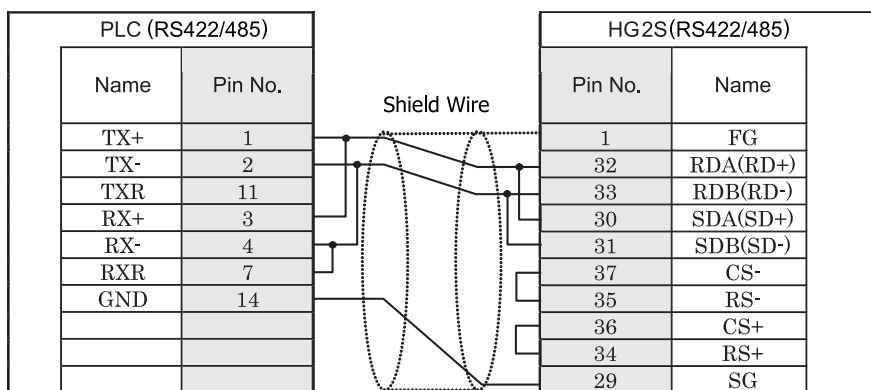 PLC (RS422/485) HG2S(RS422/485)
Name Pin No. Pin No. Name
Shield Wire
TX+ 1 1 FG
TX- 2 32 RDA(RD+)
TXR 11 33 RDB(RD-)
RX+ 3 30 SDA(SD+)
RX- 4 31 SDB(SD-)
RXR 7 37 CS-
GND 14 35 RS-
36 CS+
34 RS+
29 SG